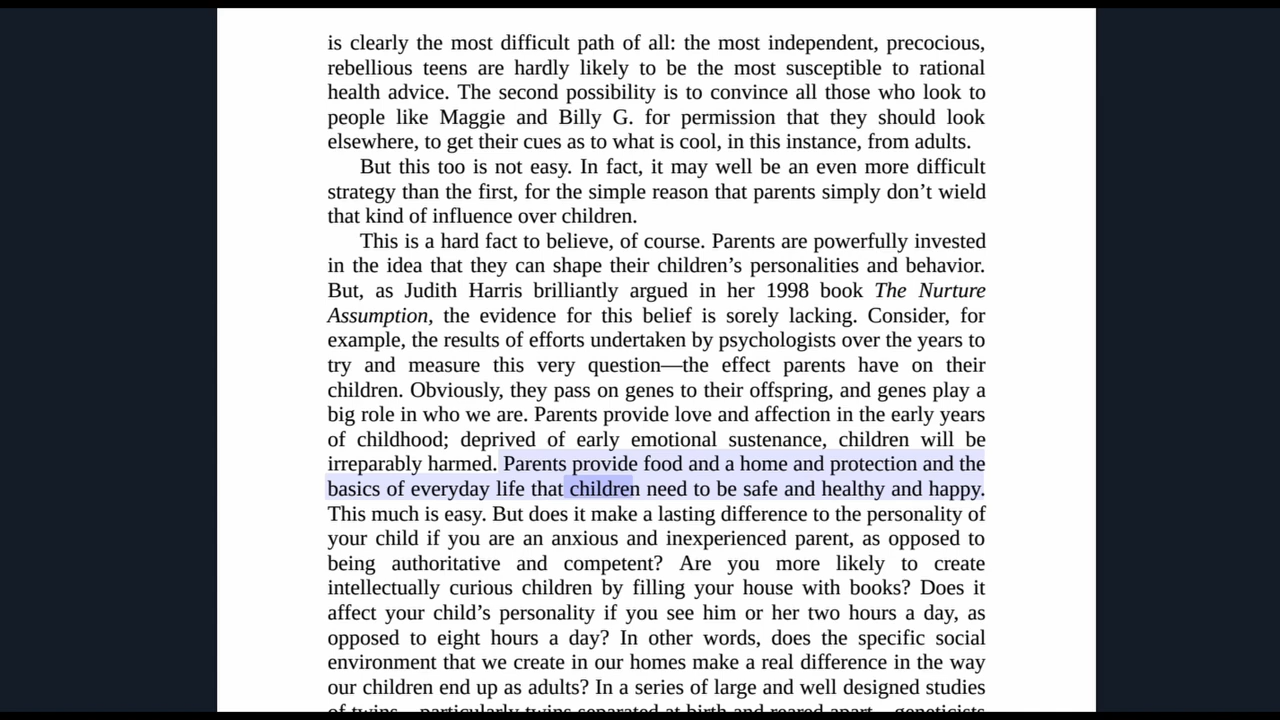 is clearly the most difficult path of all: the most independent, precocious,
rebellious teens are hardly likely to be the most susceptible to rational
health advice. The second possibility is to convince all those who look to
people like Maggie and Billy G. for permission that they should look
elsewhere, to get their cues as to what is cool, in this instance, from adults.
But this too is not easy. In fact, it may well be an even more difficult
strategy than the first, for the simple reason that parents simply don’t wield
that kind of influence over children.
This is a hard fact to believe, of course. Parents are powerfully invested
in the idea that they can shape their children’s personalities and behavior.
But, as Judith Harris brilliantly argued in her 1998 book The Nurture
Assumption, the evidence for this belief is sorely lacking. Consider, for
example, the results of efforts undertaken by psychologists over the years to
try and measure this very question—the effect parents have on their
children. Obviously, they pass on genes to their offspring, and genes play a
big role in who we are. Parents provide love and affection in the early years
of childhood; deprived of early emotional sustenance, children will be
irreparably harmed. Parents provide food and a home and protection and the
basics of everyday life that children need to be safe and healthy and happy.
This much is easy. But does it make a lasting difference to the personality of
your child if you are an anxious and inexperienced parent, as opposed to
being authoritative and competent? Are you more likely to create
intellectually curious children by filling your house with books? Does it
affect your child’s personality if you see him or her two hours a day, as
opposed to eight hours a day? In other words, does the specific social
environment that we create in our homes make a real difference in the way
our children end up as adults? In a series of large and well designed studies
of twins—particularly twins separated at birth and reared apart—geneticists